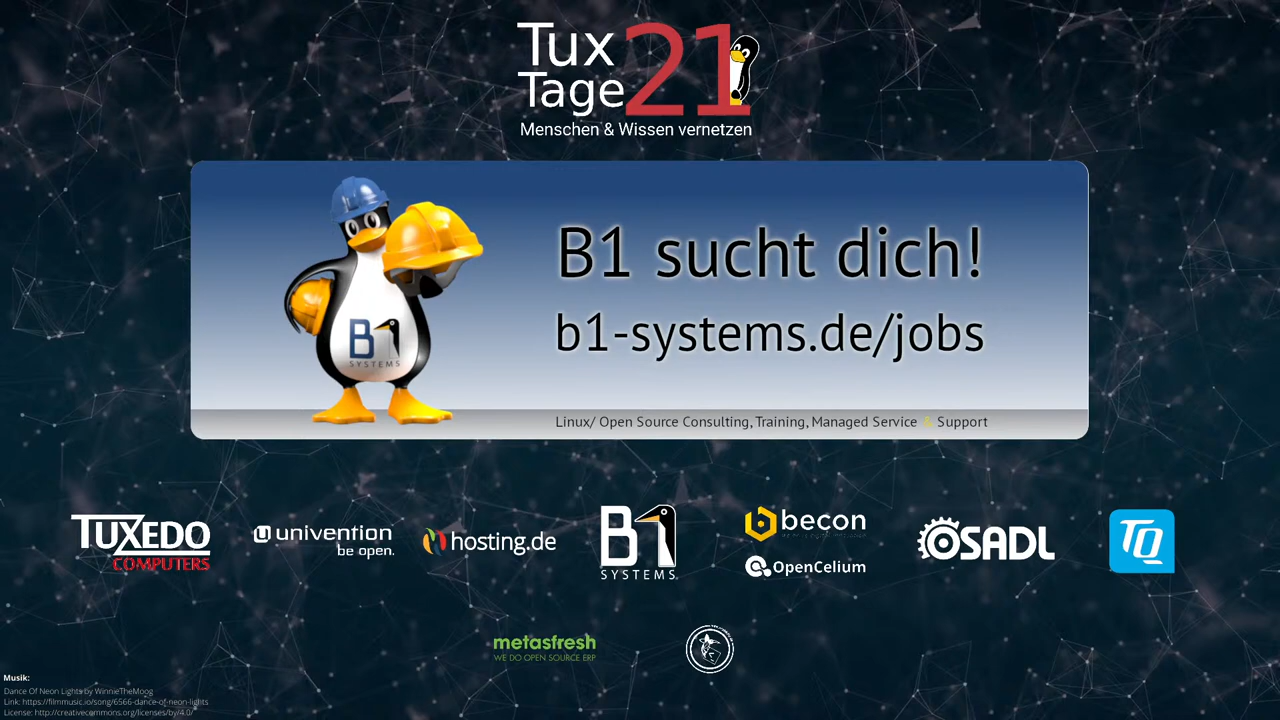 Tux
Tage 21
Menschen & Wissen vernetzen
B1 sucht dich!
b1-systems.de/jobs
B1
SYSTEMS
Linux/ Open Source Consulting, Training, Managed Service & Support
TUXEDO
COMPUTERS
univention
be open.
hosting.de
B1
SYSTEMS
becon
OpenCelium
OSADL
TQ
metasfresh
WE DO OPEN SOURCE ERP
Musik:
Dance Of Neon Lights by WinnieTheMoog
Link: https://filmmusic.io/song/6566-dance-of-neon-lights
License: http://creativecommons.org/licenses/by/4.0/